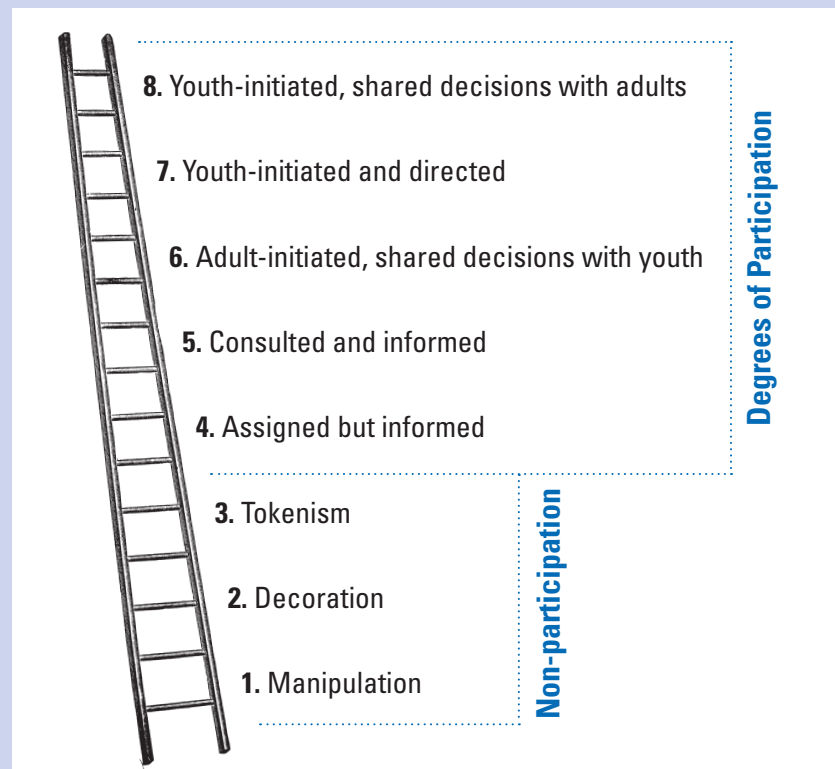 8. Youth-initiated, shared decisions with adults
7. Youth-initiated and directed
6. Adult-initiated, shared decisions with youth
5. Consulted and informed
4. Assigned but informed
Degrees of Participation
3. Tokenism
2. Decoration
1. Manipulation
Non-participation